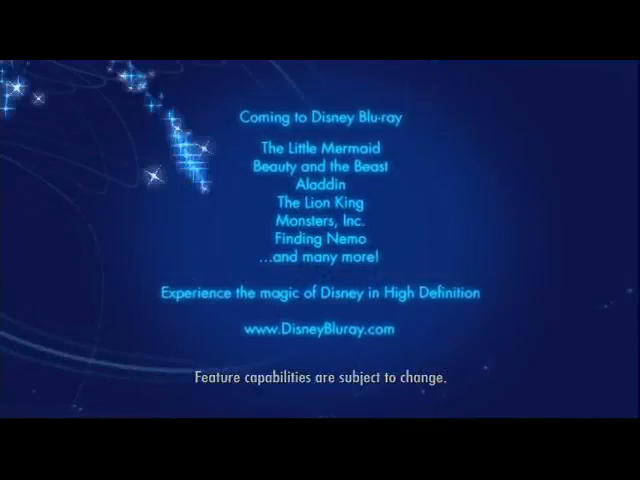 Coming to Disney Blu-ray
The Little Mermaid
Beauty and the Beast
Aladdin
The Lion King
Monsters, Inc.
Finding Nemo
...and many more!
Experience the magic of Disney in High Definition
www.DisneyBluray.com
Feature capabilities are subject to change.